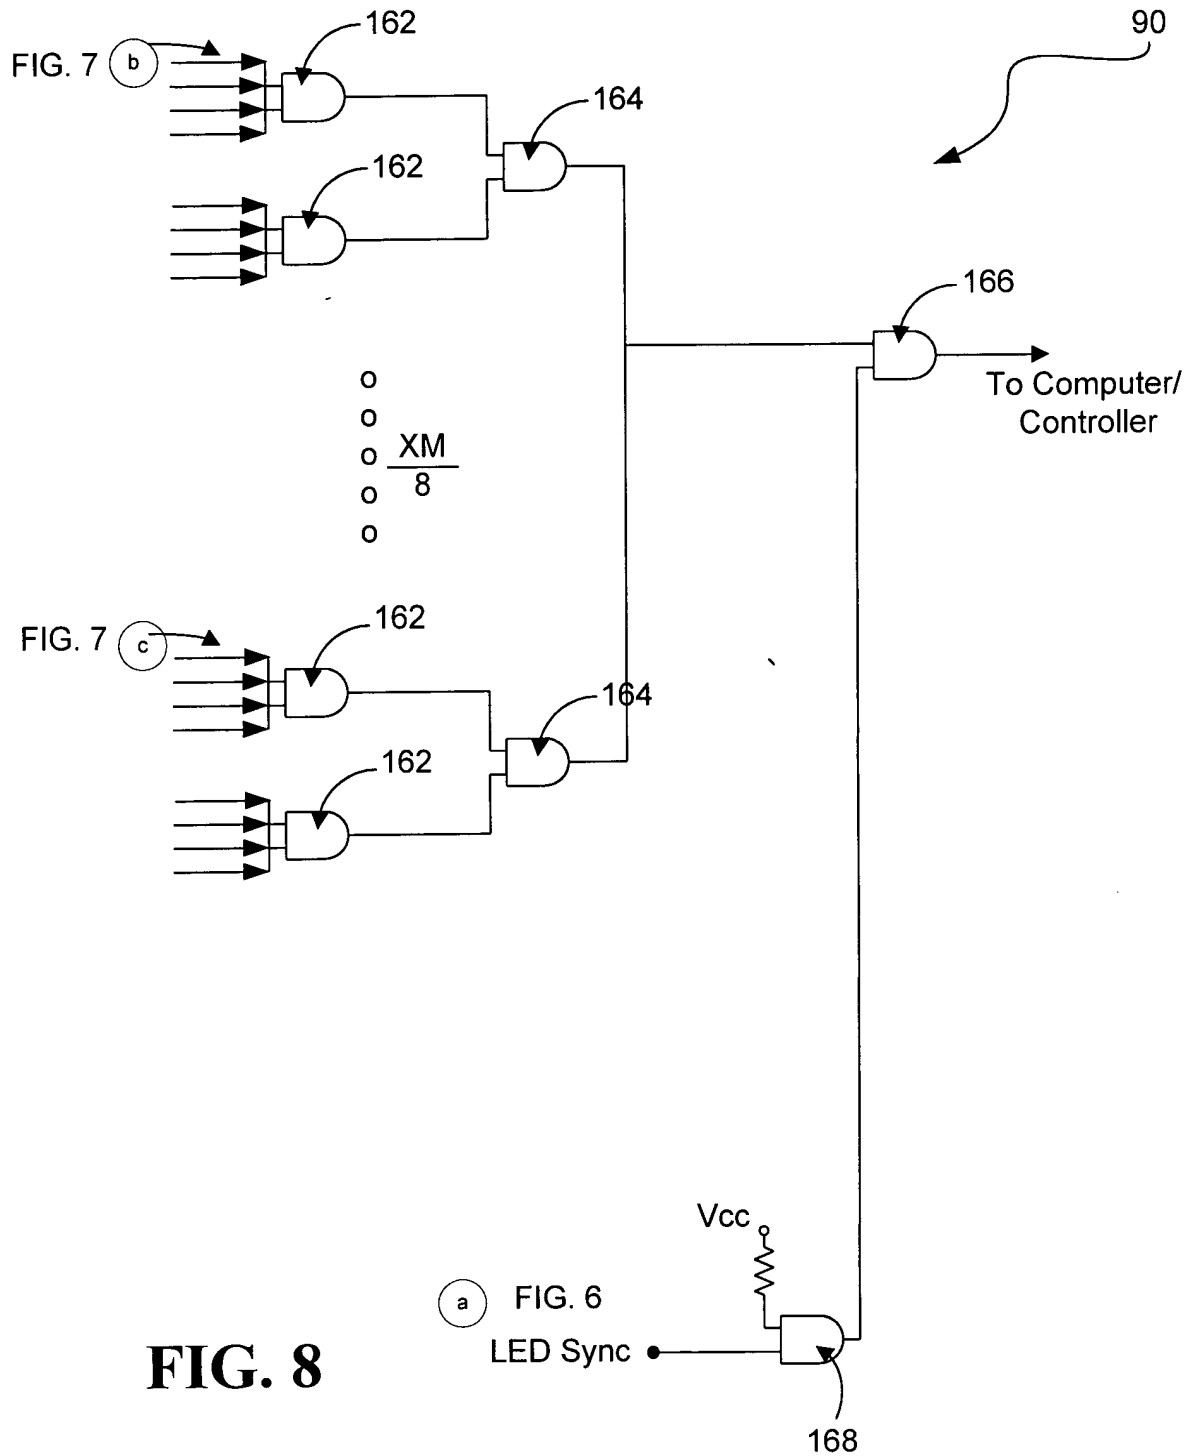 162
90
FIG. 7 b
164
162
166
To Computer/
Controller
o
o
o
o
o
XM
8
FIG. 7 c
162
164
162
Vcc
a FIG. 6
LED Sync
FIG. 8
168